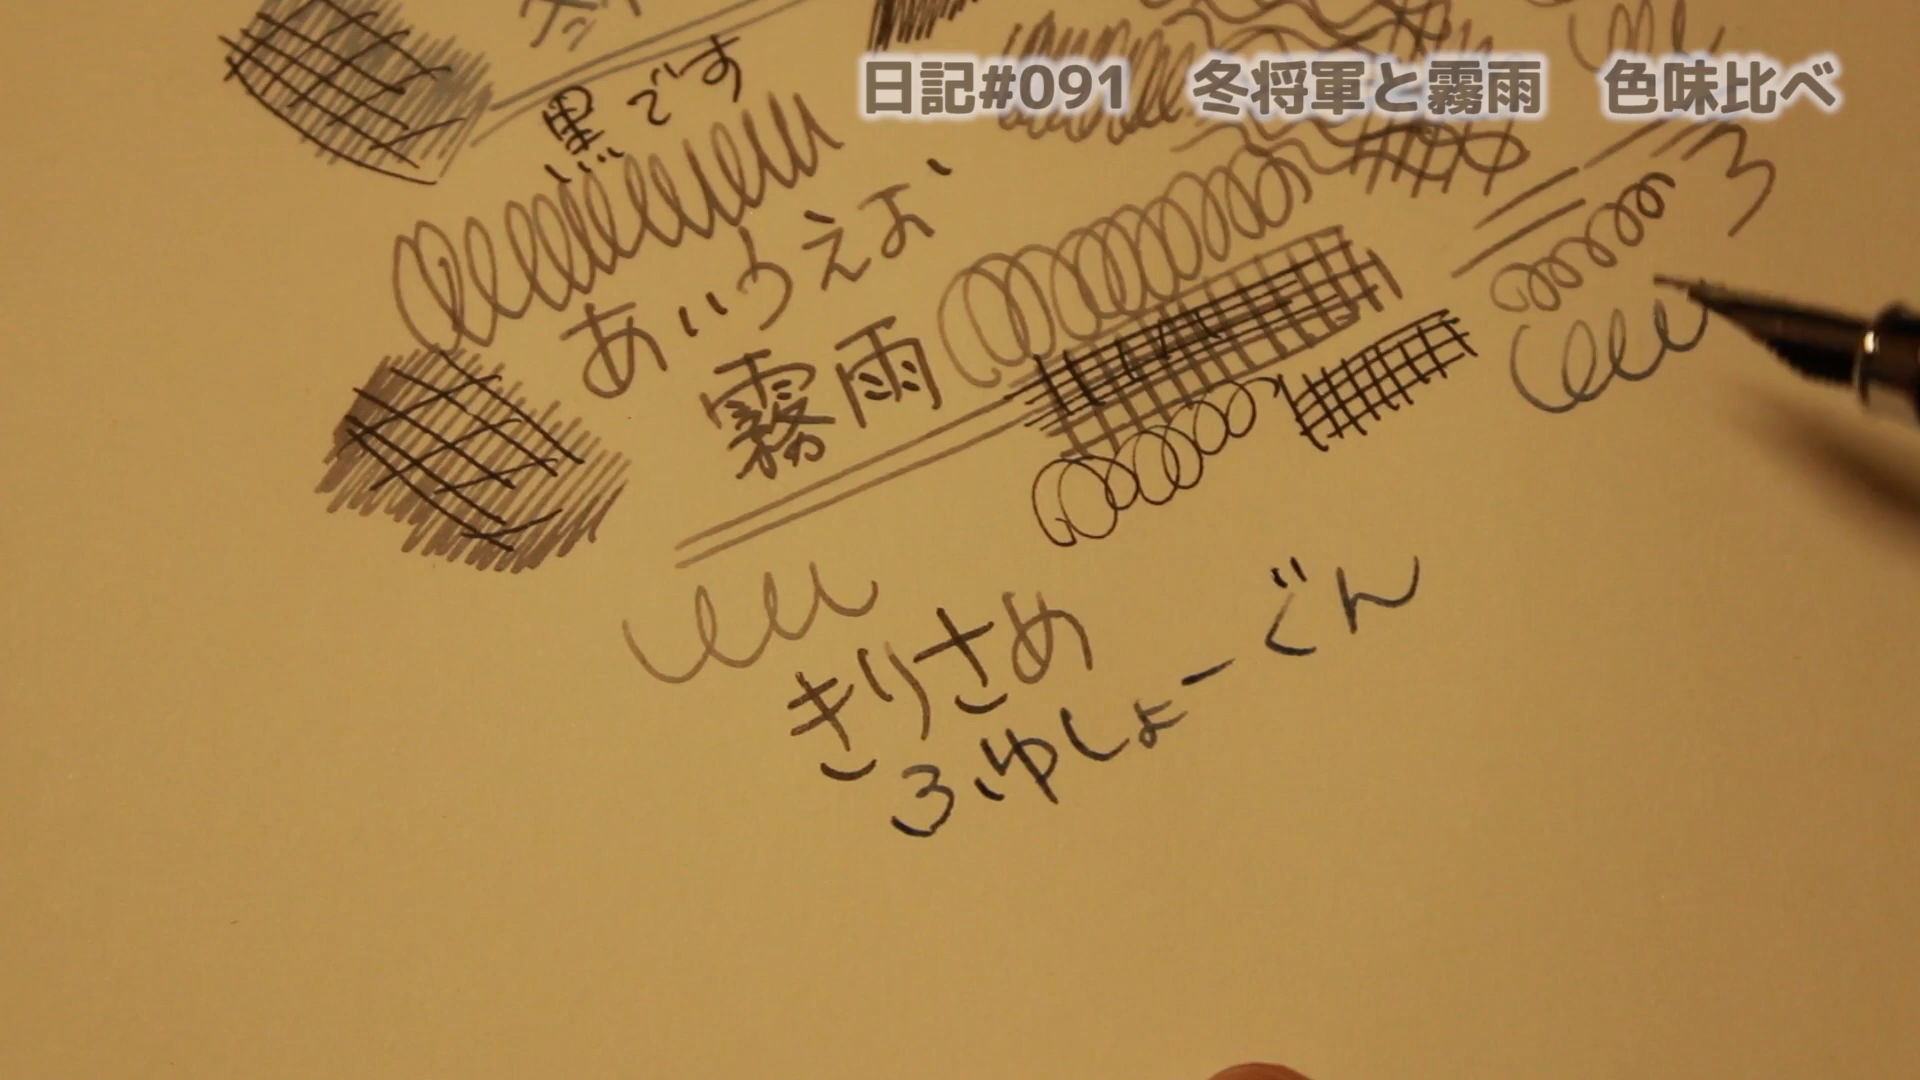 日記#091　冬将軍と霧雨　色味比べ
黒です
あいうえお
霧雨
きりさめ
ふゆしょーぐん